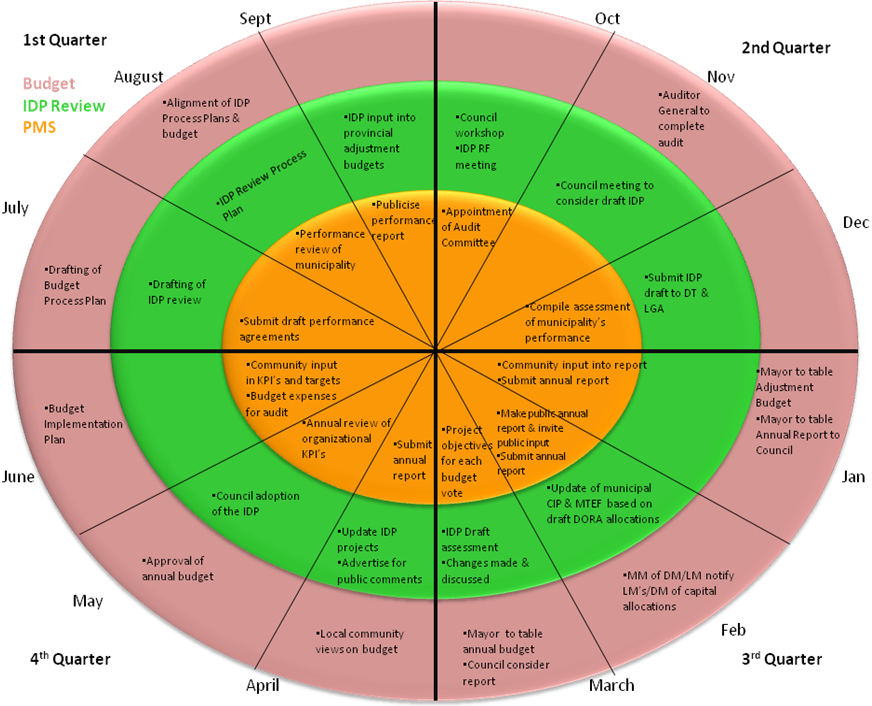 Sept
Oct
1st Quarter
2nd Quarter
August
Nov
Budget
IDP Review
PMS
•Alignment of IDP
Process Plans &
budget
•IDP input into
provincial
adjustment
budgets
•Council
workshop
•IDP RF
meeting
•Auditor
General to
complete
audit
•IDP Review Process
Plan
•Council meeting to
consider draft IDP
July
Dec
•Publicise
performance
report
•Appointment
of Audit
Committee
•Performance
review of
municipality
•Drafting of
Budget
Process Plan
•Drafting of
IDP review
•Submit IDP
draft to DT &
LGA
•Submit draft performance
agreements
•Compile assessment
of municipality's
performance
•Community input
in KPI's and targets
•Budget expenses
for audit
•Community input into report
•Submit annual report
•Mayor to table
Adjustment
Budget
•Mayor to table
Annual Report to
Council
•Budget
Implementation
Plan
•Annual review of
organizational
KPI's
•Submit
annual
report
•Project
objectives
for each
budget
vote
•Make public annual
report & invite
public input
•Submit annual
report
June
Jan
•Council adoption
of the IDP
•Update of municipal
CIP & MTEF based on
draft DORA allocations
•Update IDP
projects
•Advertise for
public comments
•IDP Draft
assessment
•Changes made &
discussed
•Approval of
annual budget
•MM of DM/LM notify
LM's/DM of capital
allocations
May
Feb
•Local community
views on budget
•Mayor to table
annual budget
•Council consider
report
4th Quarter
3rd Quarter
April
March